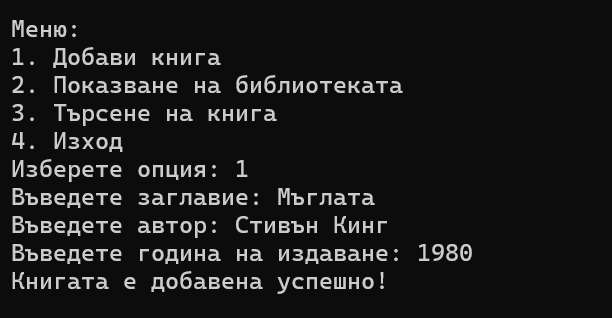 Меню:
1. Добави книга
2. Показване на библиотеката
3. Търсене на книга
4. Изход
Изберете опция: 1
Въведете заглавие: Мъглата
Въведете автор: Стивън Кинг
Въведете година на издаване: 1980
Книгата е добавена успешно!